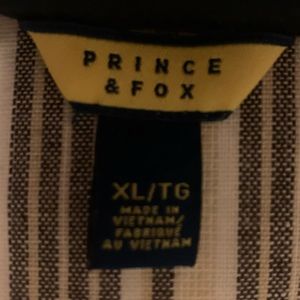 PRINCE
& FOX
XL/TG
MADE IN
VIETNAM/
FABRIQUÉ
AU VIETNAM